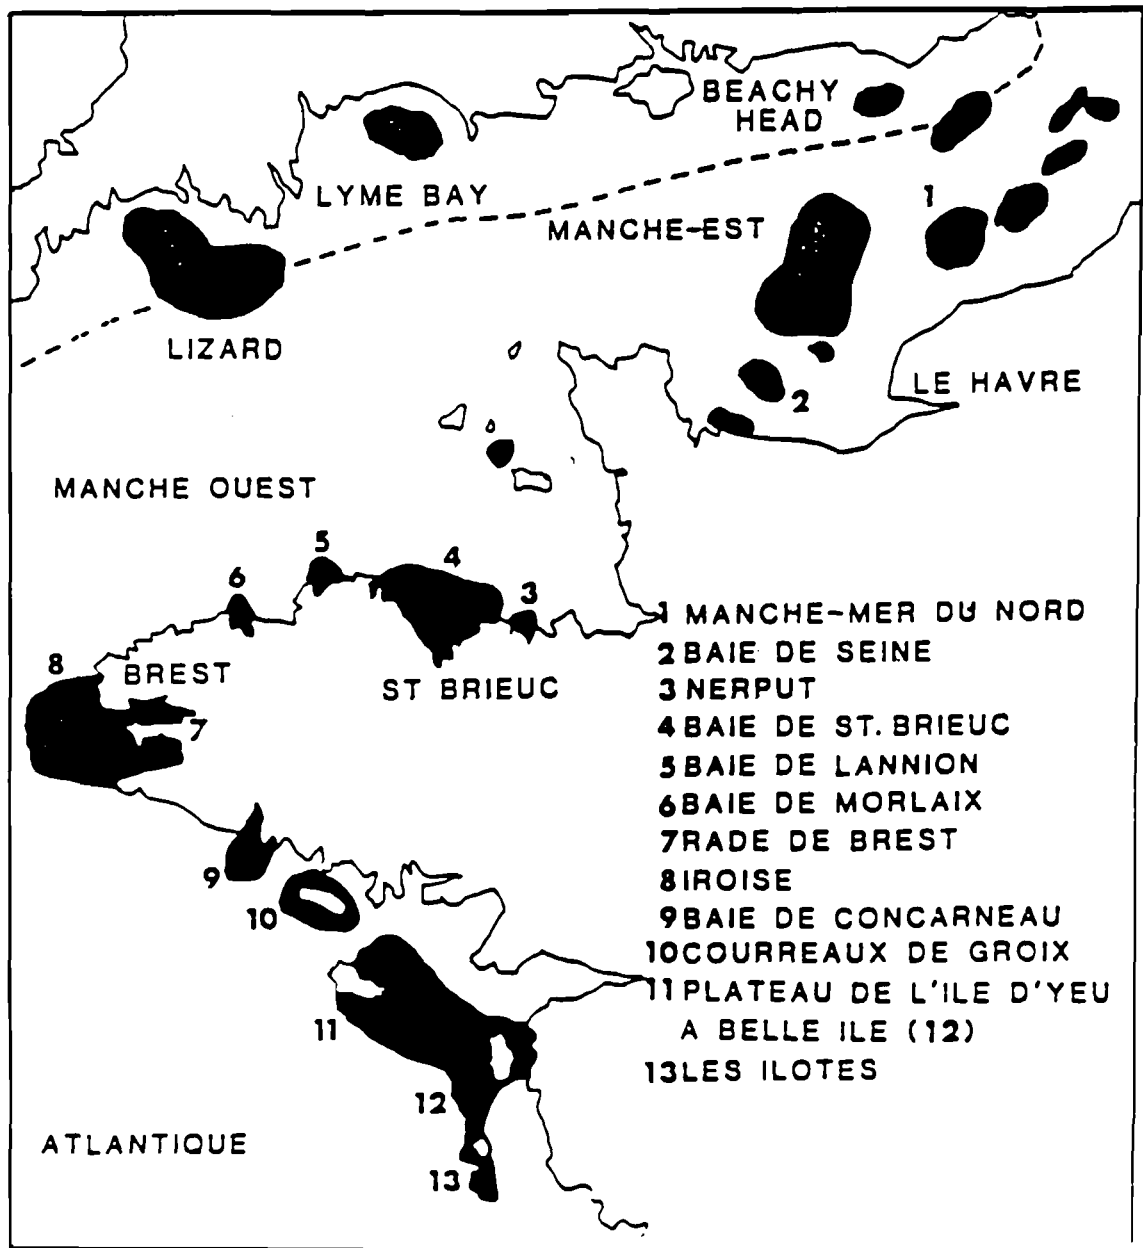 BEACHY
HEAD
LYME BAY
1
MANCHE-EST
LIZARD
LE HAVRE
2
MANCHE OUEST
5
4
6
3
8
BREST
ST BRIEUC
7
9
10
11
12
13
ATLANTIQUE
1 MANCHE-MER DU NORD
2 BAIE DE SEINE
3 NERPUT
4 BAIE DE ST. BRIEUC
5 BAIE DE LANNION
6 BAIE DE MORLAIX
7 RADE DE BREST
8 IROISE
9 BAIE DE CONCARNEAU
10 COURREAUX DE GROIX
11 PLATEAU DE L'ILE D'YEU
A BELLE ILE (12)
13 LES ILOTES